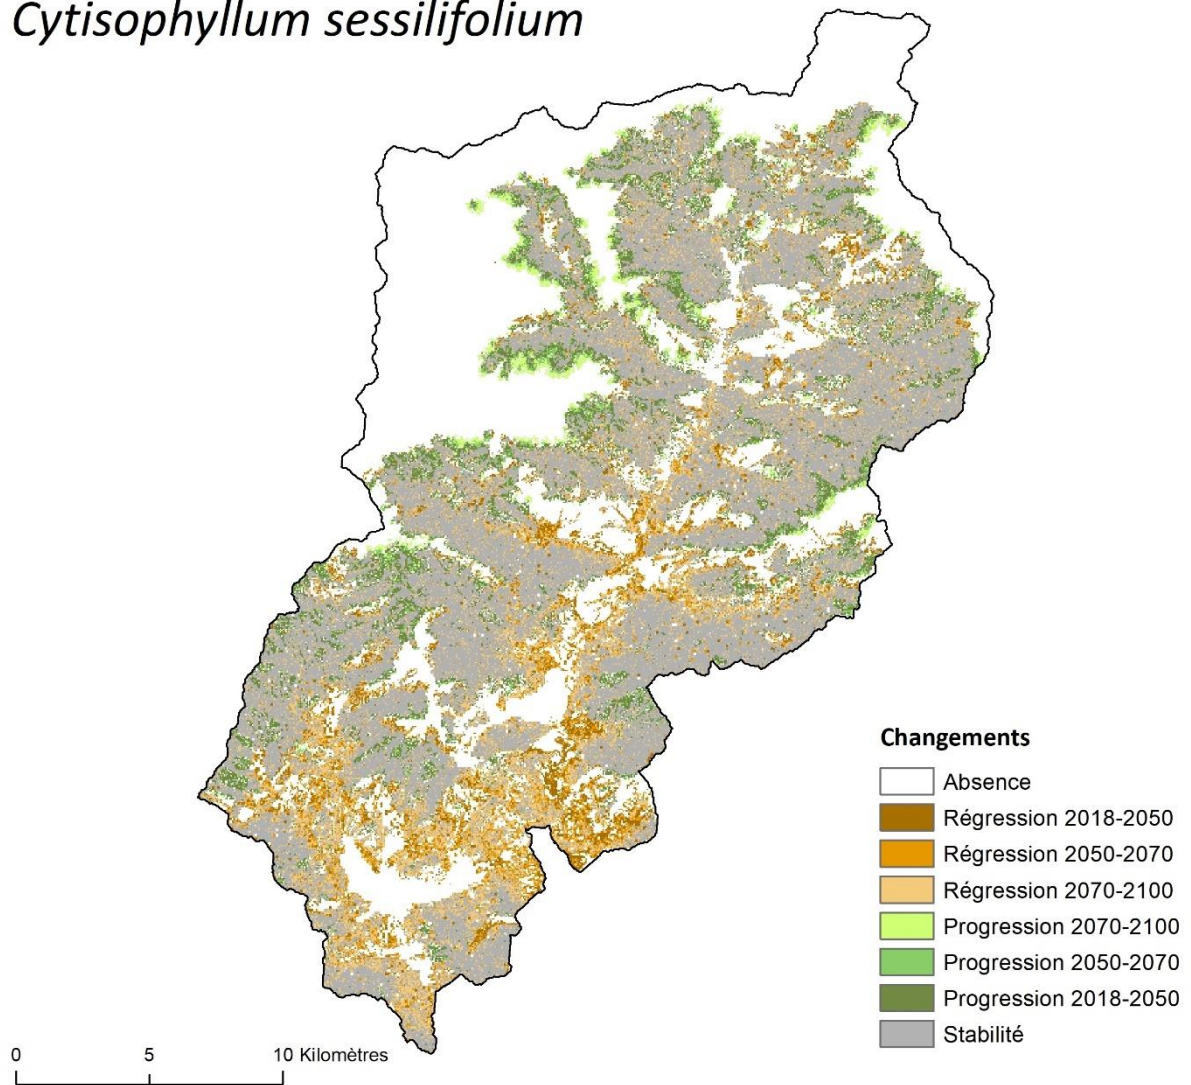 Cytisophyllum sessilifolium
Changements
Absence
Régression 2018-2050
Régression 2050-2070
Régression 2070-2100
Progression 2070-2100
Progression 2050-2070
Progression 2018-2050
Stabilité
0 5 10 Kilomètres